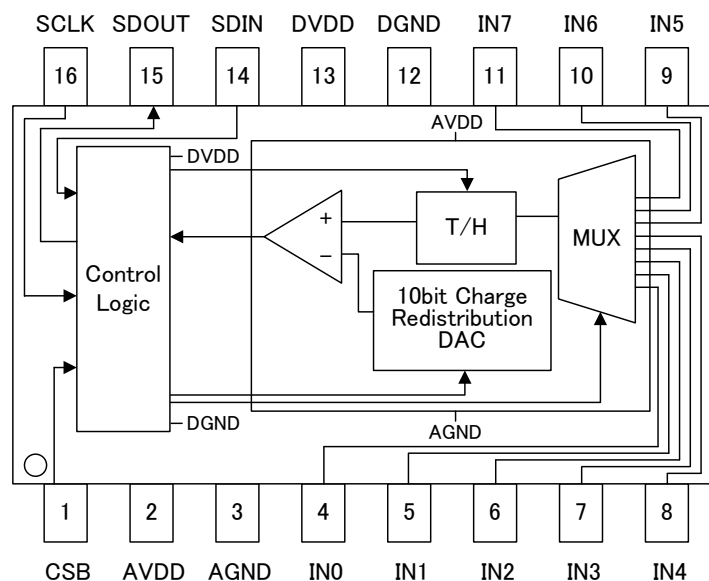 SCLK SDOUT SDIN DVDD DGND IN7 IN6 IN5
16 15 14 13 12 11 10 9
AVDD
DVDD
+
T/H
MUX
−
Control
Logic
10bit Charge
Redistribution
DAC
DGND
AGND
1 2 3 4 5 6 7 8
CSB AVDD AGND IN0 IN1 IN2 IN3 IN4